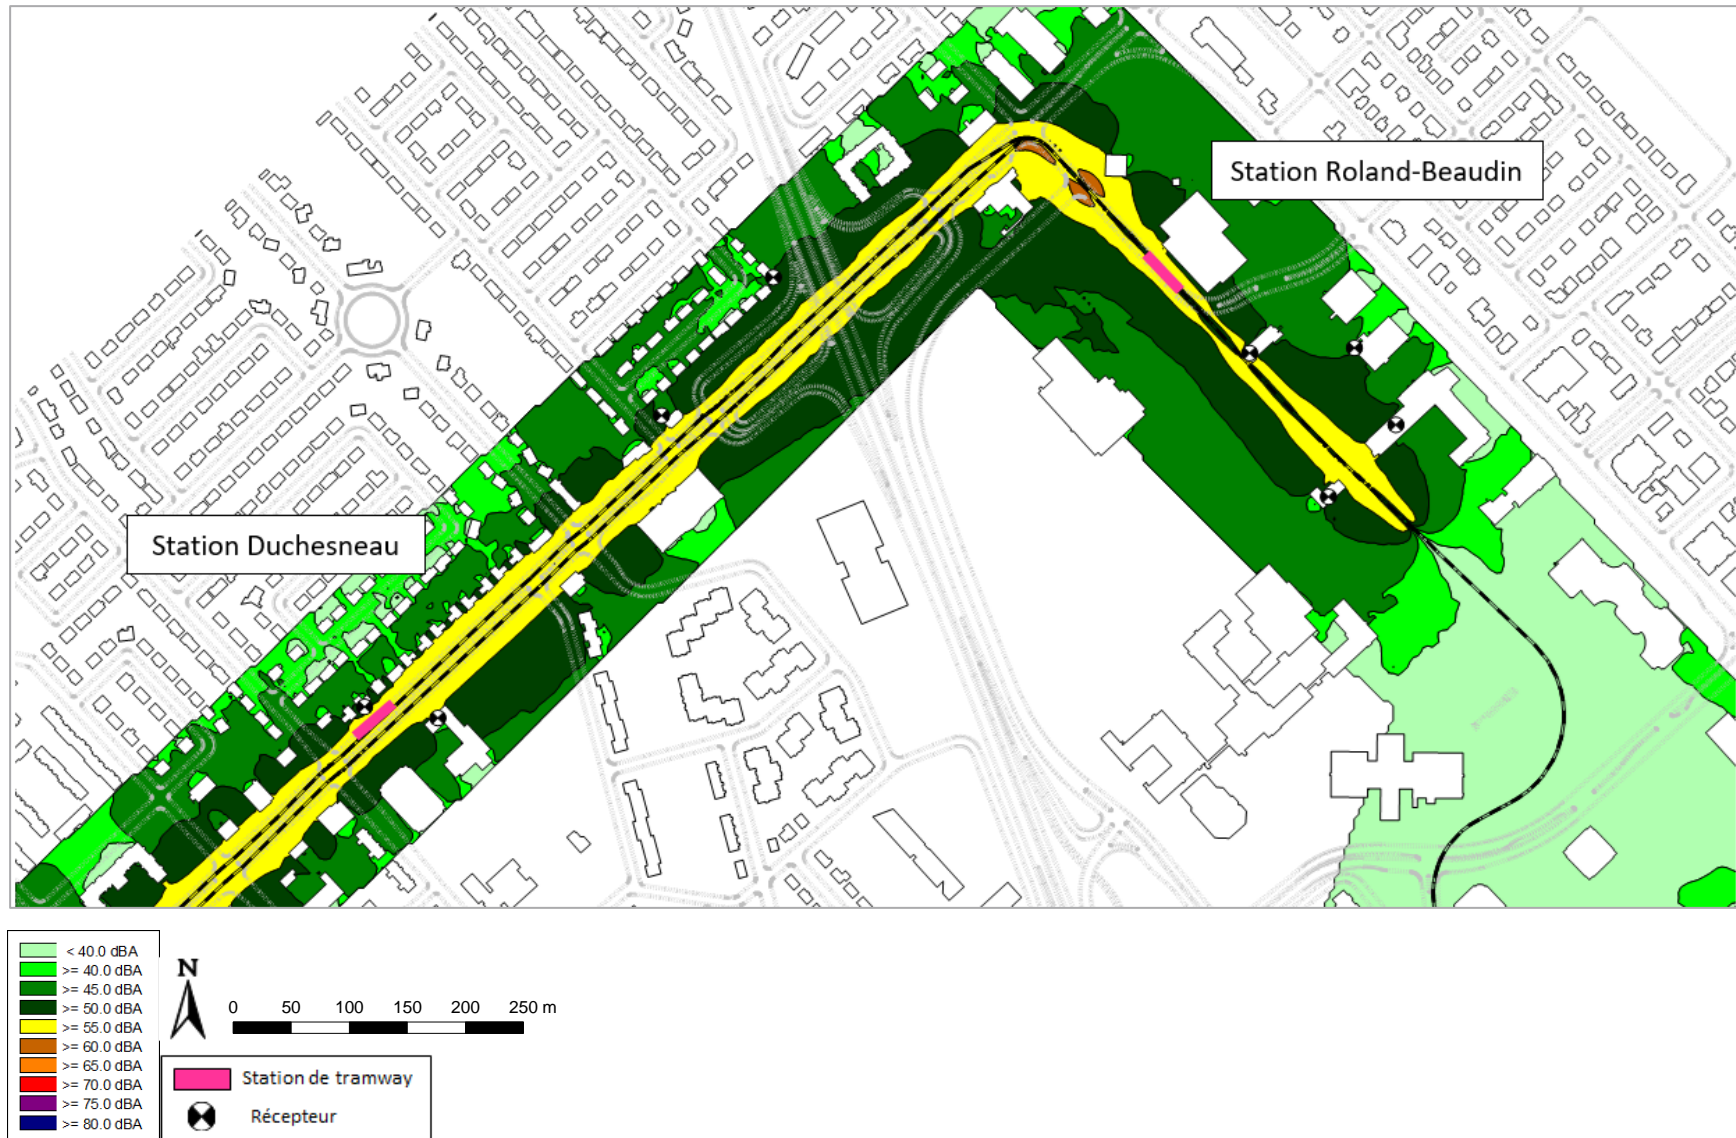 Station Roland-Beaudin
Station Duchesneau
< 40.0 dBA
>= 40.0 dBA
>= 45.0 dBA
>= 50.0 dBA
>= 55.0 dBA
>= 60.0 dBA
>= 65.0 dBA
>= 70.0 dBA
>= 75.0 dBA
>= 80.0 dBA
N
0 50 100 150 200 250 m
Station de tramway
Récepteur